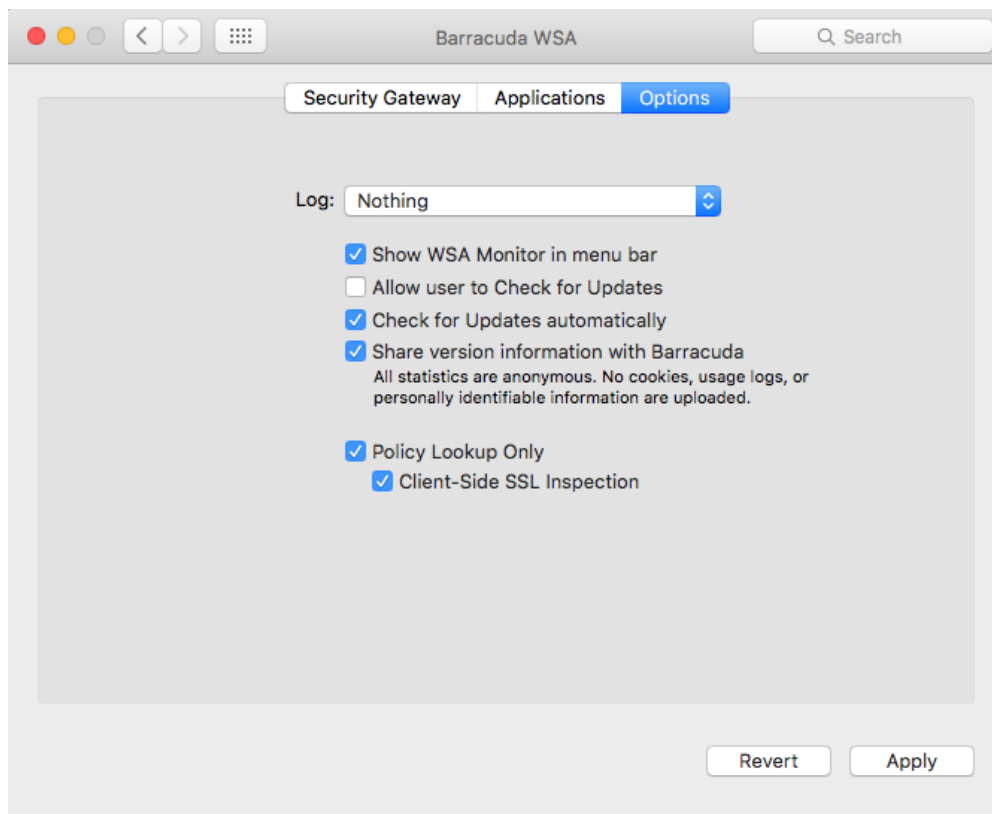 Barracuda WSA
Search
Security Gateway Applications Options
Log: Nothing
Show WSA Monitor in menu bar
Allow user to Check for Updates
Check for Updates automatically
Share version information with Barracuda
All statistics are anonymous. No cookies, usage logs, or
personally identifiable information are uploaded.
Policy Lookup Only
Client-Side SSL Inspection
Revert Apply